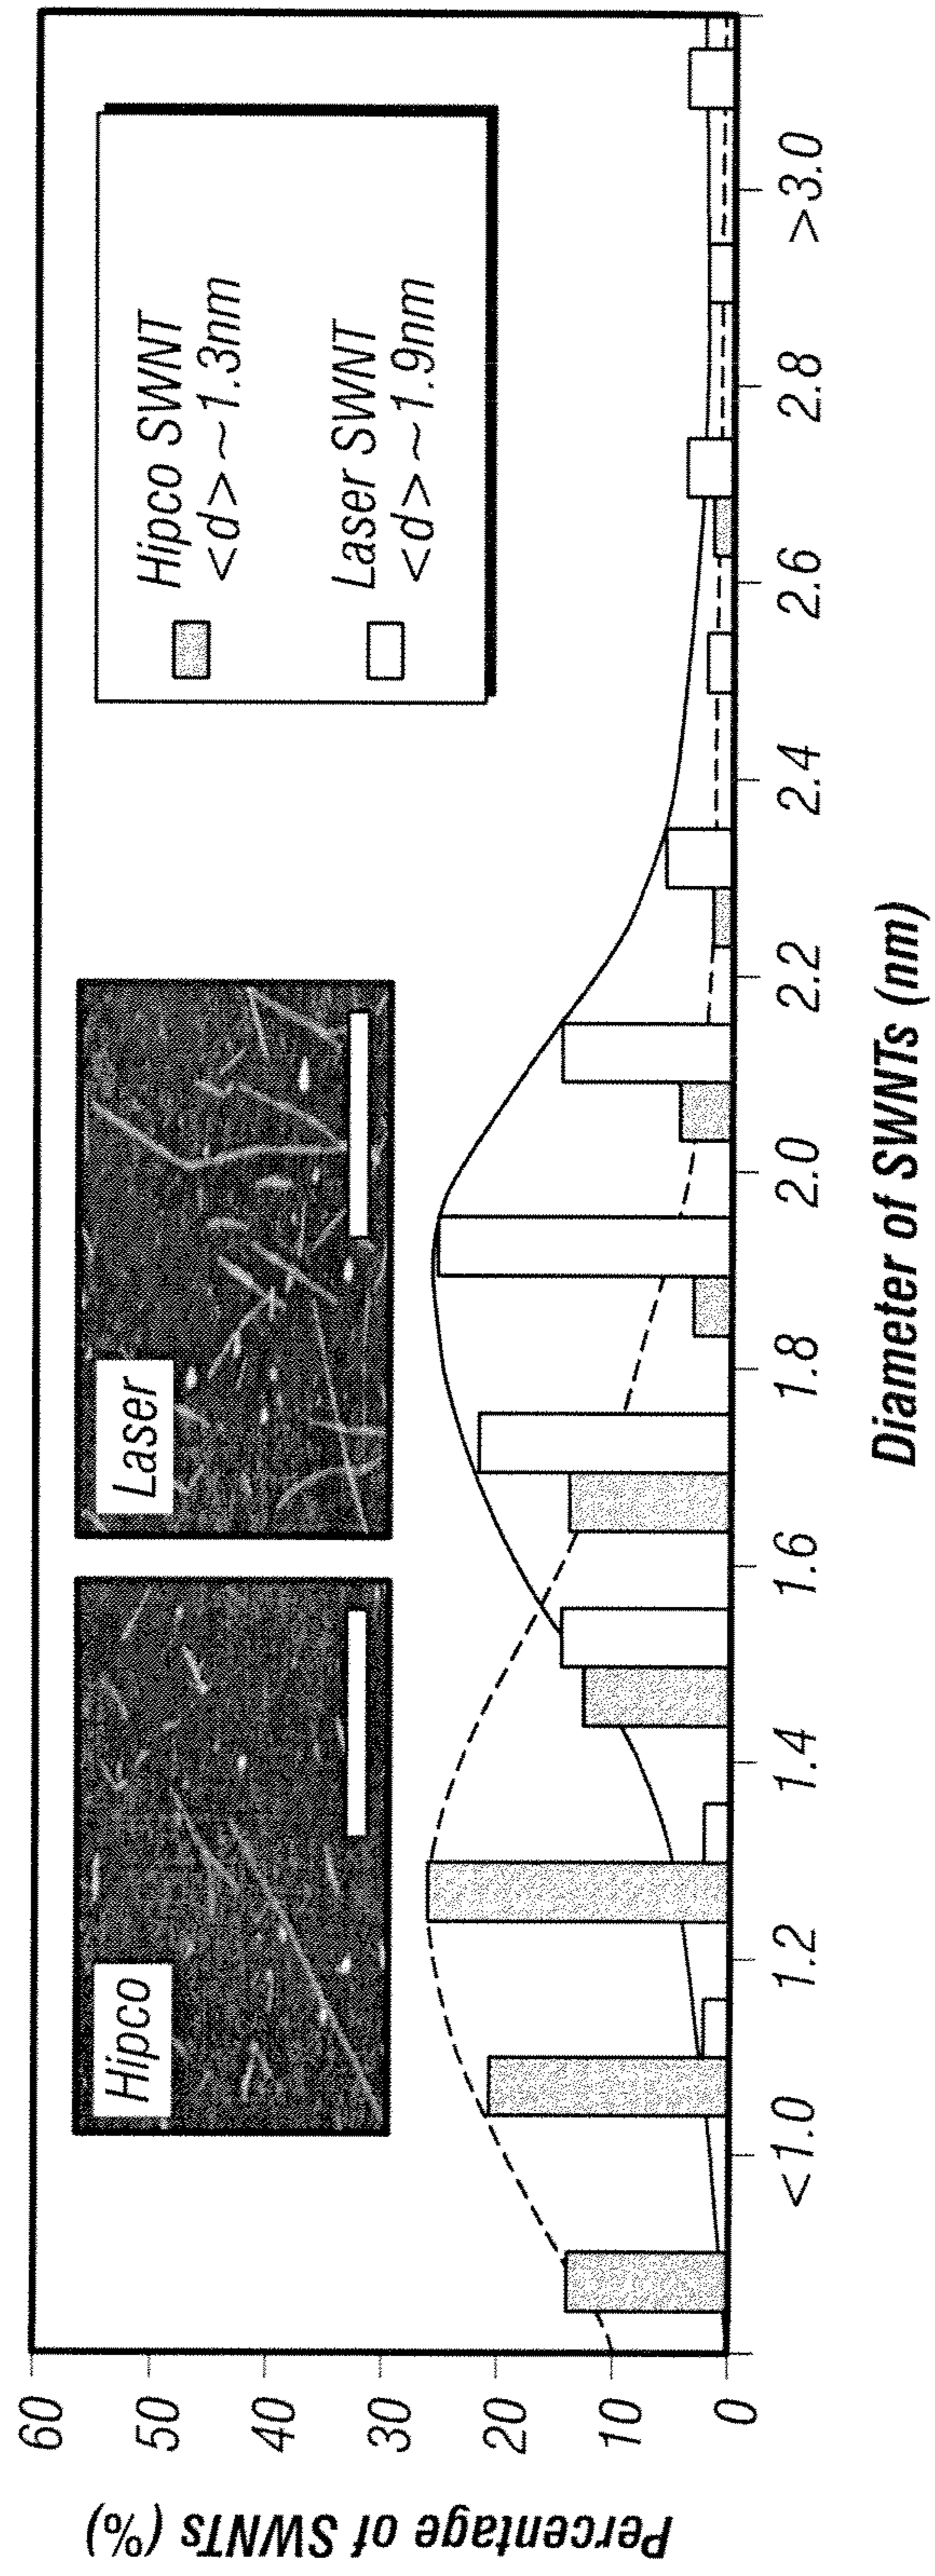 Percentage of SWNTs (%)
60
50
40
30
20
10
0
Hipco
Laser
Hipco SWNT
<d>~1.3nm
Laser SWNT
<d>~1.9nm
<1.0 1.2 1.4 1.6 1.8 2.0 2.2 2.4 2.6 2.8 >3.0
Diameter of SWNTs (nm)